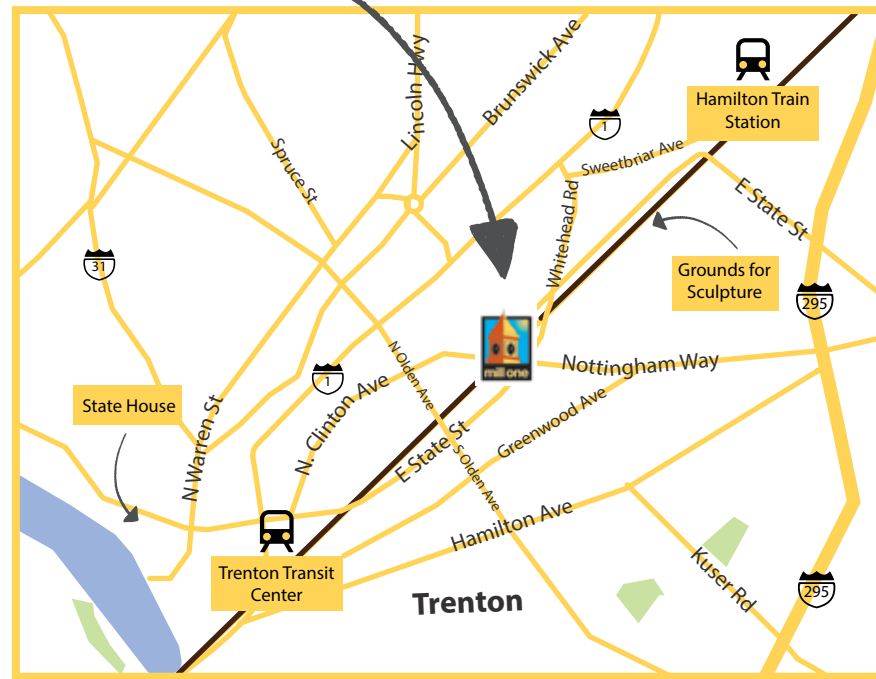 Lincoln Hwy
Brunswick Ave
1
Hamilton Train
Station
Sweetbriar Ave
Spruce St
Whitehead Rd
E State St
31
Grounds for
Sculpture
295
mill one
N Olden Ave
Nottingham Way
1
State House
N Warren St
N. Clinton Ave
E State St
Greenwood Ave
S Olden Ave
Hamilton Ave
Kuser Rd
Trenton Transit
Center
Trenton
295